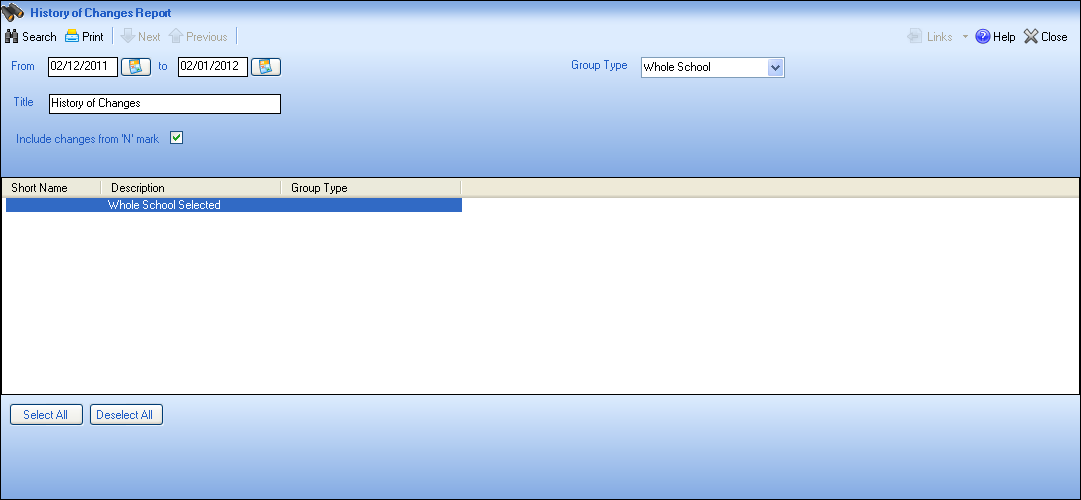 History of Changes Report
Search Print Next Previous Links Help Close
From 02/12/2011 to 02/01/2012 Group Type Whole School
Title History of Changes
Include changes from 'N' mark
Short Name Description Group Type
Whole School Selected
Select All Deselect All